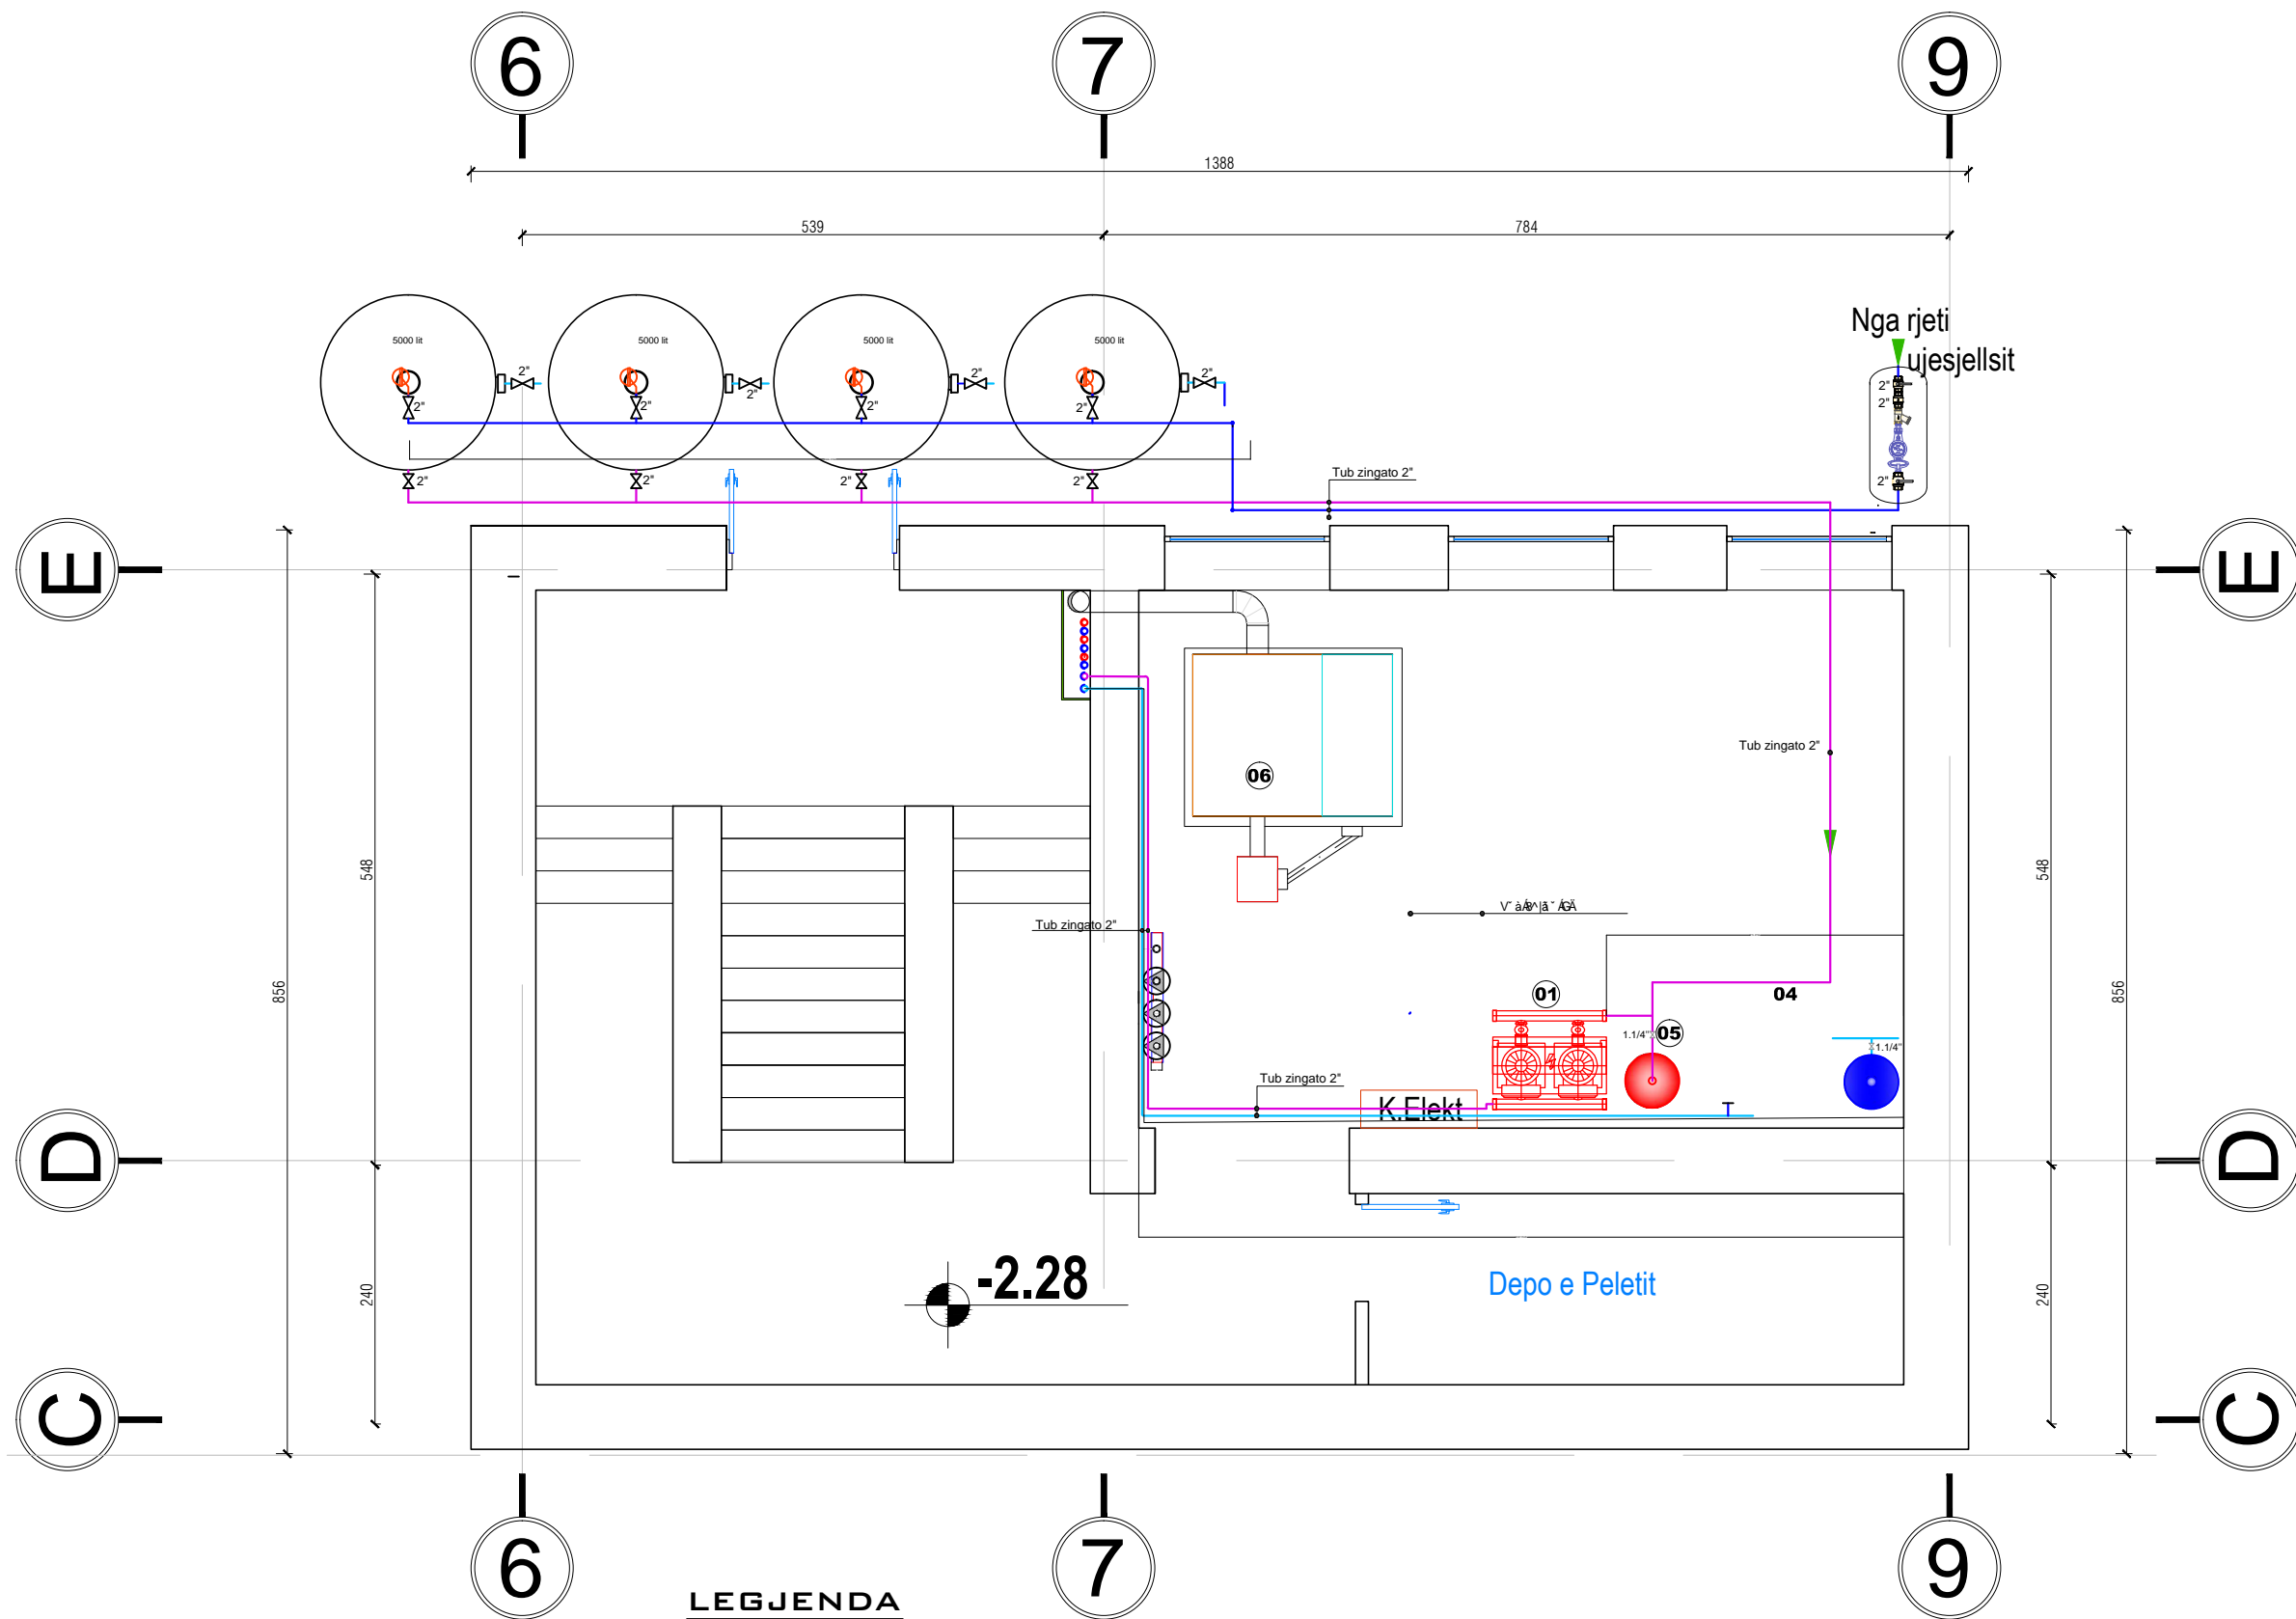 6 7 9
1388
539 784
Nga rjeti
ujesjellsit
5000 lit 5000 lit 5000 lit 5000 lit
2" 2" 2" 2"
2" 2" 2" 2"
2"
2"
2"
2" 2" 2" 2"
Tub zingato 2"
E E
Tub zingato 2"
06
548 548
856 856
Tub zingato 2"
01 04
1.1/4" 05
1.1/4"
Tub zingato 2"
K.Elekt
D D
-2.28
Depo e Peletit
240 240
C C
6 7 9
LEGJENDA